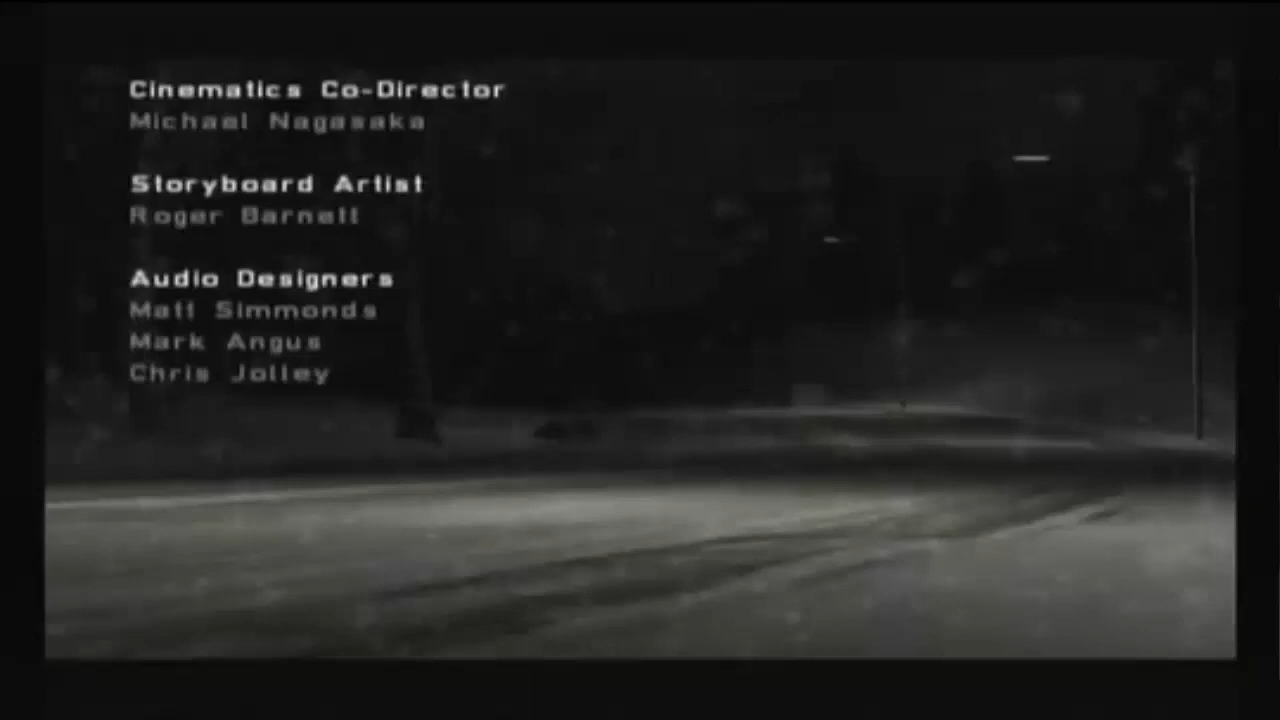 Cinematics Co-Director
Michael Nagasaka
Storyboard Artist
Roger Barnett
Audio Designers
Matt Simmonds
Mark Angus
Chris Jolley